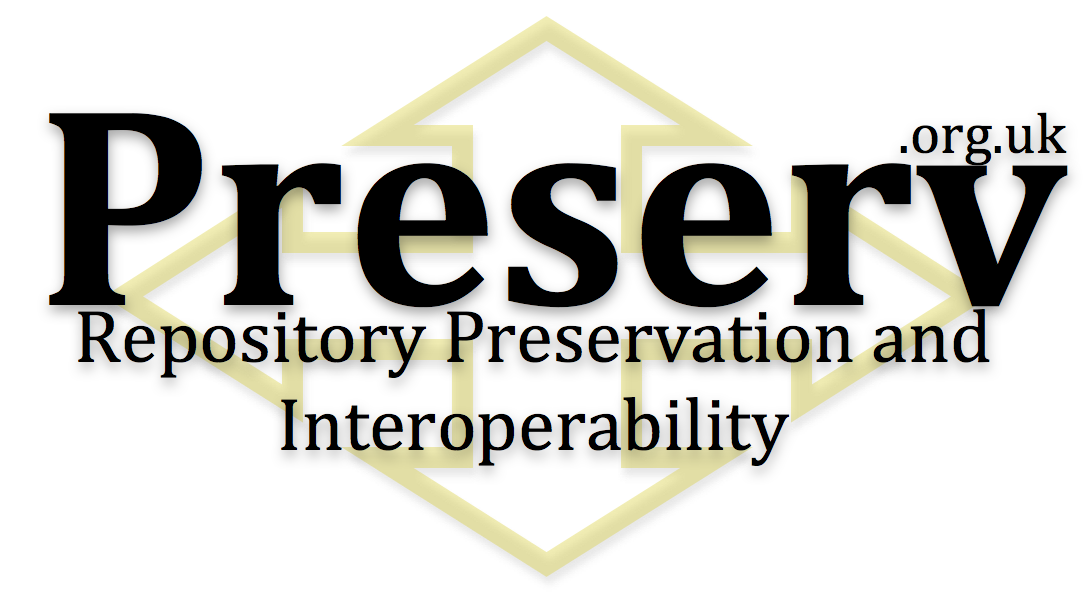 Preserv
.org.uk
Repository Preservation and
Interoperability